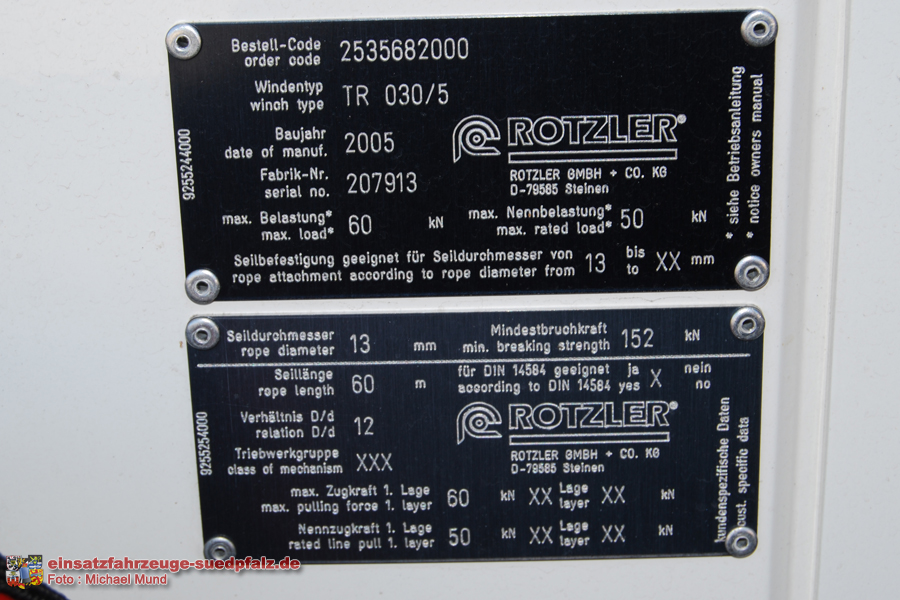 Bestell-Code
order code 2535682000
Windentyp
winch type TR 030/5
Baujahr
date of manuf. 2005
Fabrik-Nr.
serial no. 207913
ROTZLER®
ROTZLER GMBH + CO. KG
D-79585 Steinen
max. Belastung*
max. load* 60 kN
max. Nennbelastung*
max. rated load* 50 kN
Seilbefestigung geeignet für Seildurchmesser von
rope attachment according to rope diameter from 13 bis
to XX mm
9255244000
* siehe Betriebsanleitung
* notice owners manual
Seildurchmesser
rope diameter 13 mm
Mindestbruchkraft
min. breaking strength 152 kN
Seillänge
rope length 60 m
für DIN 14584 geeignet ja nein
according to DIN 14584 yes X no
Verhältnis D/d
relation D/d 12
Triebwerkgruppe
class of mechanism XXX
ROTZLER®
ROTZLER GMBH + CO. KG
D-79585 Steinen
max. Zugkraft 1. Lage
max. pulling force 1. layer 60 kN XX Lage
layer XX kN
Nennzugkraft 1. Lage
rated line pull 1. layer 50 kN XX Lage
layer XX kN
9255254000
kundenspezifische Daten
cust. specific data
einsatzfahrzeuge-suedpfalz.de
Foto : Michael Mund